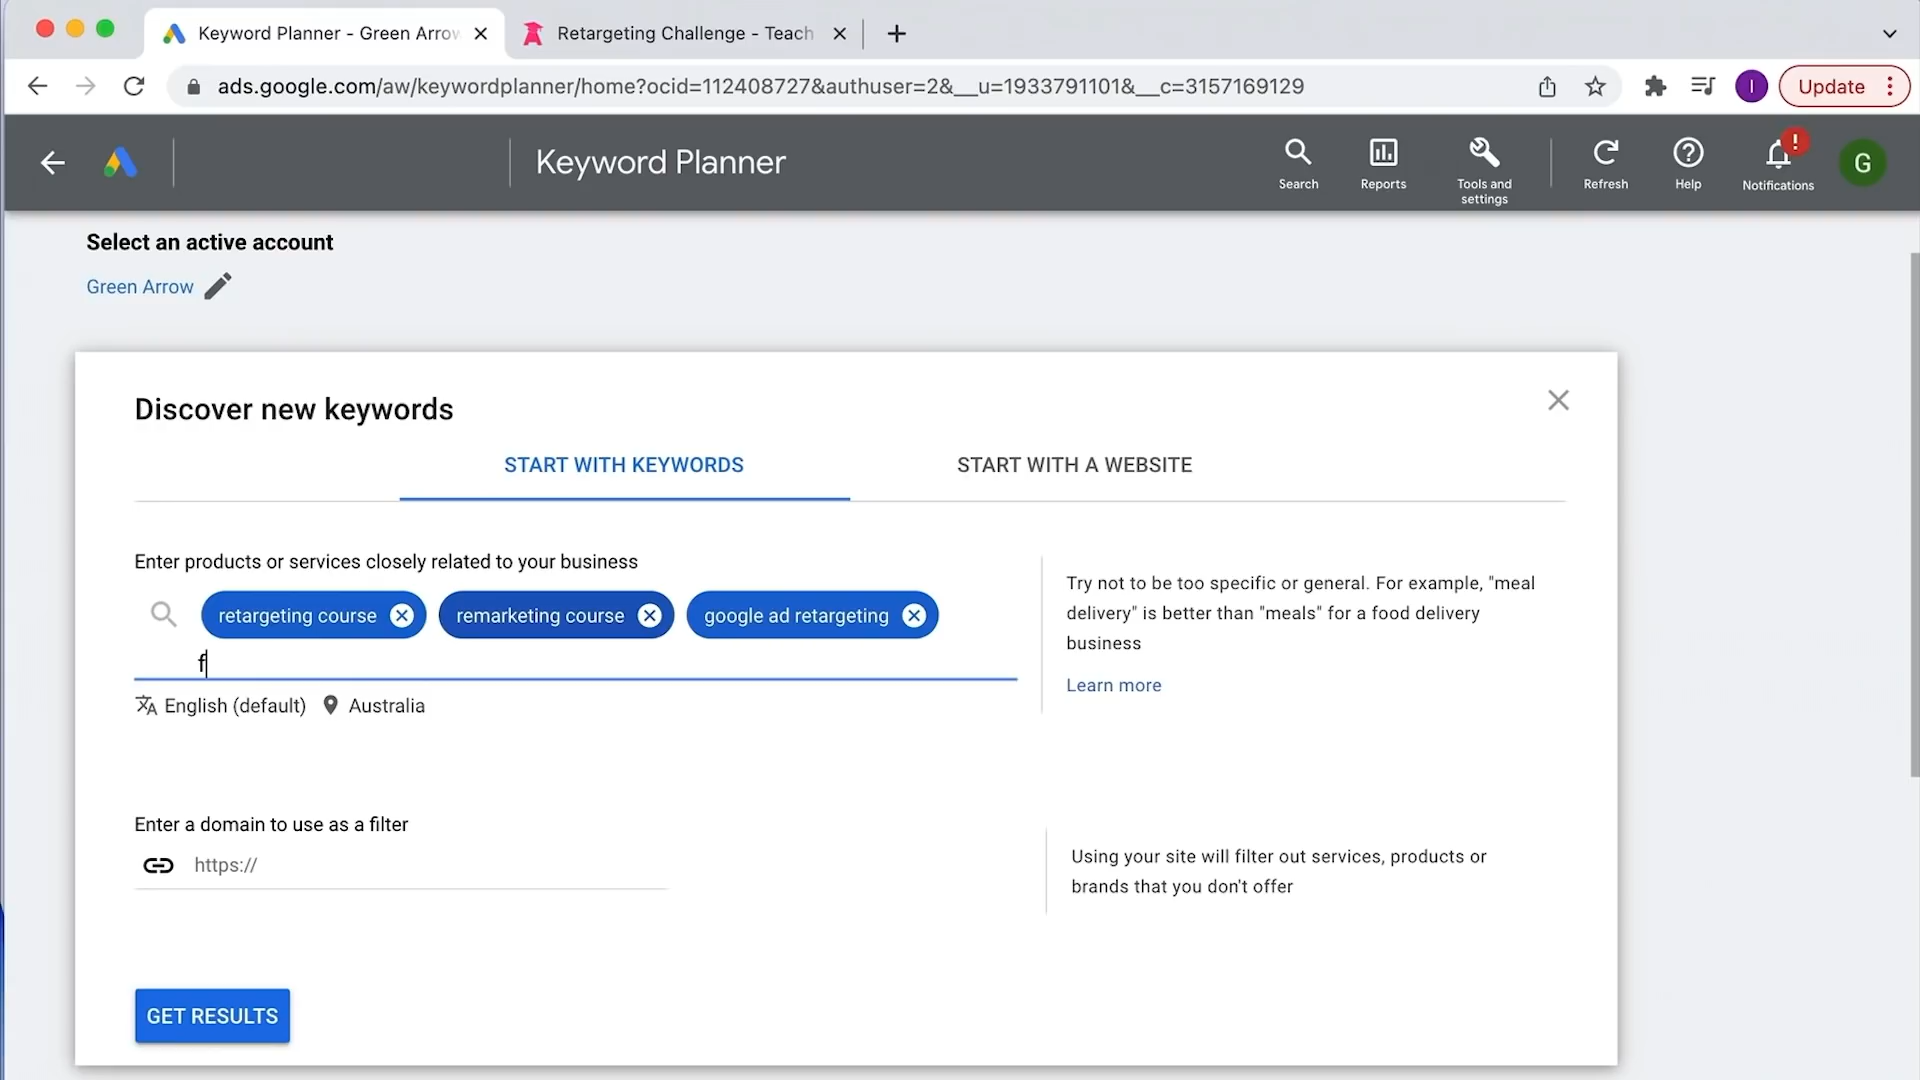 Keyword Planner - Green Arrow
Retargeting Challenge - Teach
ads.google.com/aw/keywordplanner/home?ocid=112408727&authuser=2&__u=1933791101&__c=3157169129
I
Update
Keyword Planner
Search
Reports
Tools and
settings
Refresh
Help
!
Notifications
G
Select an active account
Green Arrow
Discover new keywords
START WITH KEYWORDS
START WITH A WEBSITE
Enter products or services closely related to your business
retargeting course
remarketing course
google ad retargeting
f
English (default)
Australia
Try not to be too specific or general. For example, "meal
delivery" is better than "meals" for a food delivery
business
Learn more
Enter a domain to use as a filter
https://
Using your site will filter out services, products or
brands that you don't offer
GET RESULTS